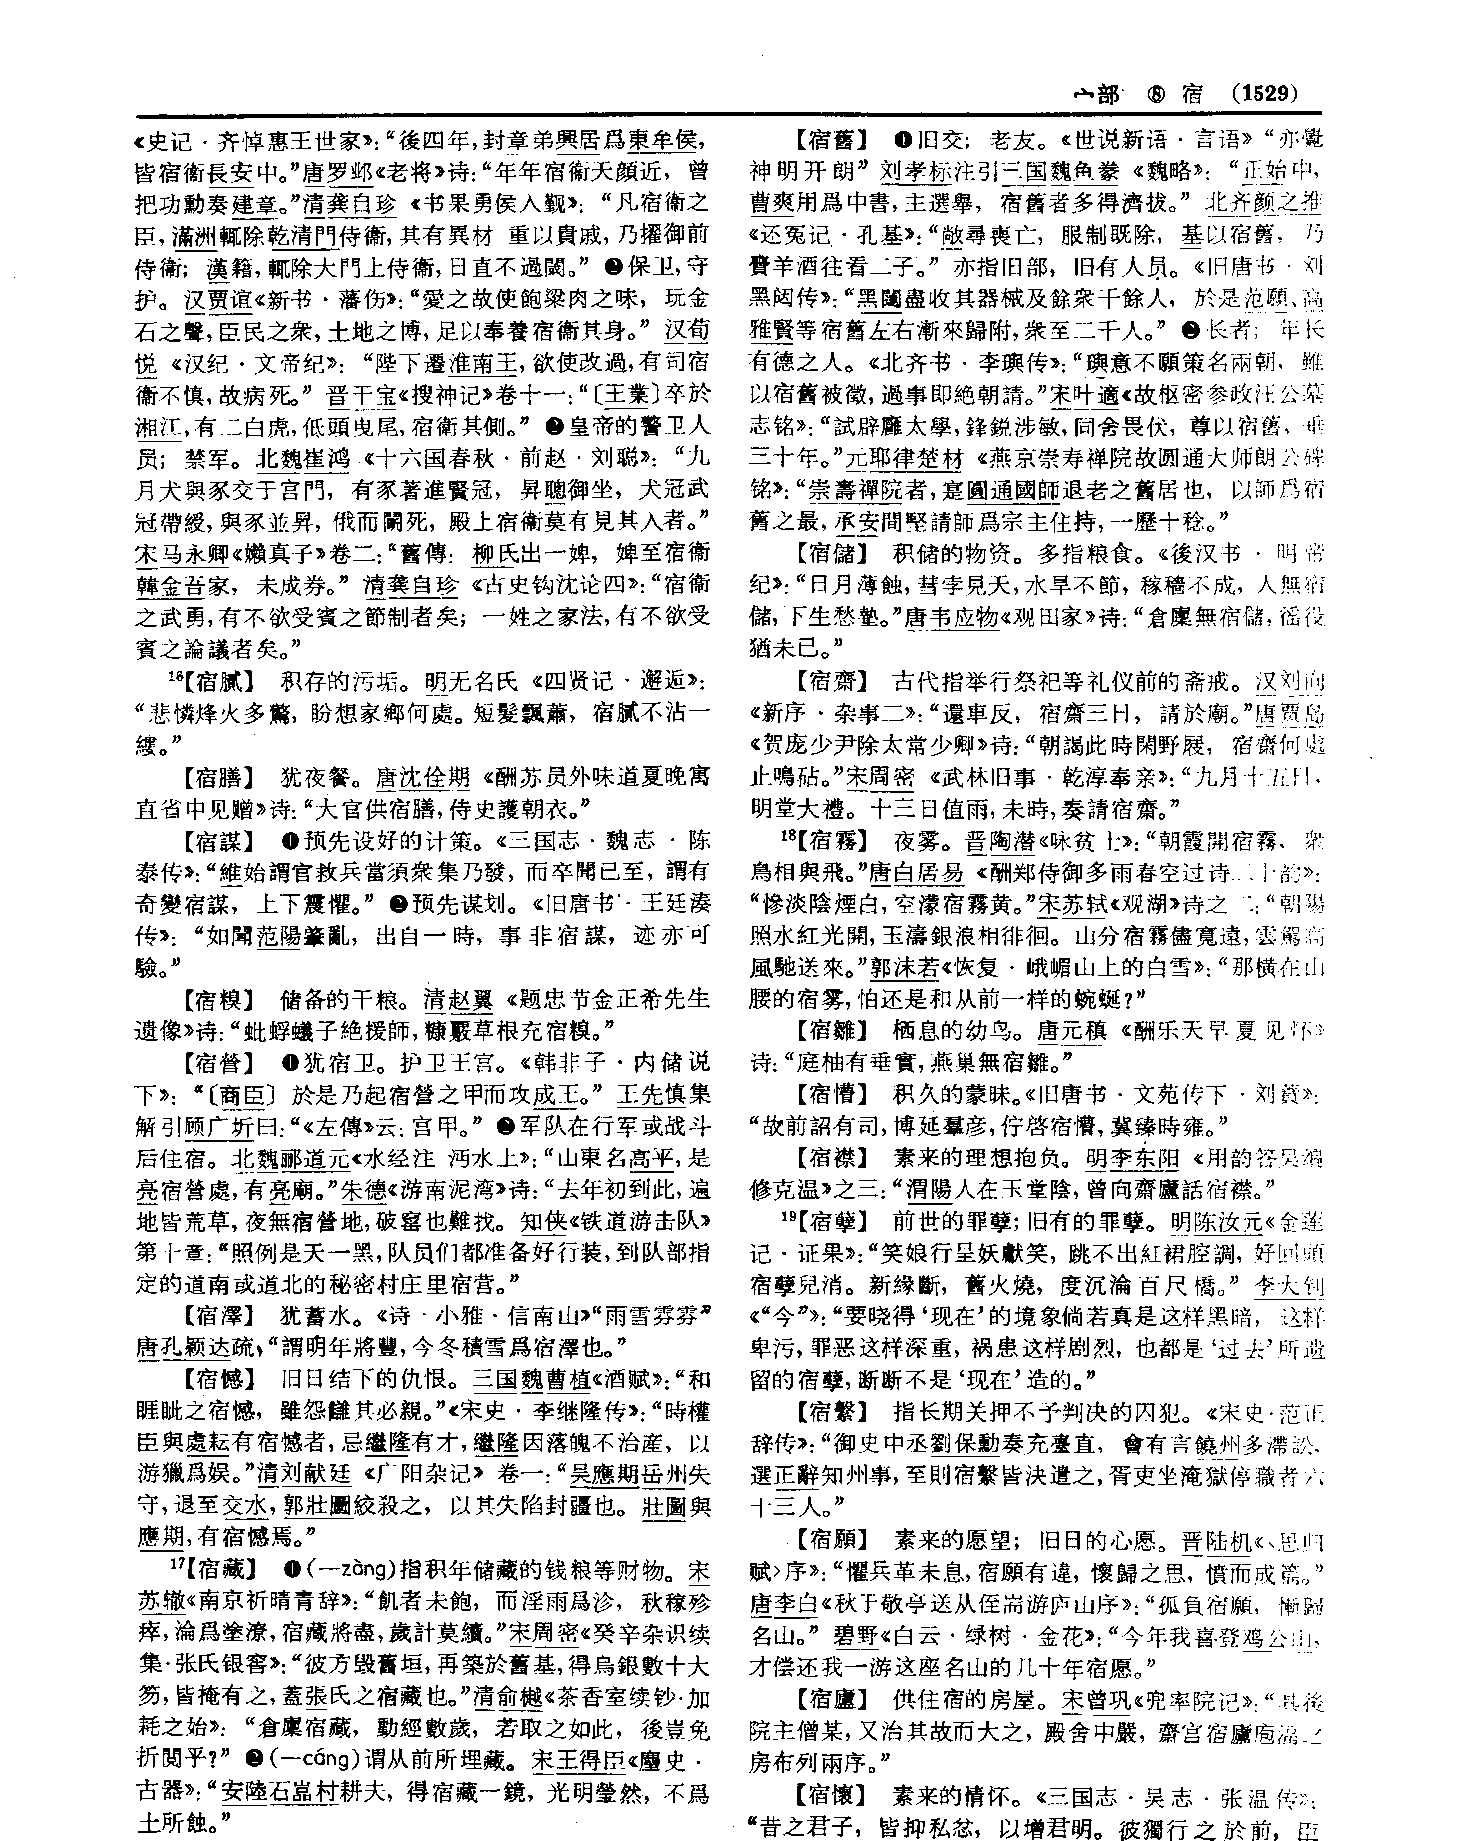 宀部 ⑧ 宿 (1529)
《史记·齐悼惠王世家》：“後四年，封章弟興居爲東牟侯，
皆宿衛長安中。”唐罗邺《老将》诗：“年年宿衛天颜近，曾
把功勳奏建章。”清龚自珍《书果勇侯入觐》：“凡宿衛之
臣，滿洲輒除乾清門侍衛，其有異材 重以貴戚，乃擢御前
侍衛；漢籍，輒除大門上侍衛，日直不過闥。”❷保卫，守
护。汉贾谊《新书·藩伤》：“愛之故使飽粱肉之味，玩金
石之聲，臣民之衆，土地之博，足以奉養宿衛其身。”汉荀
悦《汉纪·文帝纪》：“陛下遷淮南王，欲使改過，有司宿
衛不慎，故病死。”晋干宝《搜神记》卷十一：“〔王業〕卒於
湘江，有二白虎，低頭曳尾，宿衛其側。”❸皇帝的警卫人
员；禁军。北魏崔鸿《十六国春秋·前赵·刘聪》：“九
月犬與豕交于宫門，有豕著進賢冠，昇聰御坐，犬冠武
冠帶綬，與豕並昇，俄而鬭死，殿上宿衛莫有見其入者。”
宋马永卿《嬾真子》卷二：“舊傳：柳氏出一婢，婢至宿衛
韓金吾家，未成券。”清龚自珍《古史钩沈论四》：“宿衛
之武勇，有不欲受賓之節制者矣；一姓之家法，有不欲受
賓之論議者矣。”
16【宿腻】 积存的污垢。明无名氏《四贤记·邂逅》：
“悲憐烽火多驚，盼想家鄉何處。短髪飄蕭，宿膩不沾一
縷。”
【宿膳】 犹夜餐。唐沈佺期《酬苏员外味道夏晚寓
直省中见赠》诗：“大官供宿膳，侍史護朝衣。”
【宿謀】 ❶预先设好的计策。《三国志·魏志·陈
泰传》：“維始謂官救兵當須衆集乃發，而卒聞已至，謂有
奇變宿謀，上下震懼。”❷预先谋划。《旧唐书·王廷湊
传》：“如聞范陽肇亂，出自一時，事非宿謀，迹亦可
驗。”
【宿糗】 储备的干粮。清赵翼《题忠节金正希先生
遗像》诗：“蚍蜉蟻子絶援師，糠覈草根充宿糗。”
【宿營】 ❶犹宿卫。护卫王宫。《韩非子·内储说
下》：“〔商臣〕於是乃起宿營之甲而攻成王。”王先慎集
解引顾广圻曰：“《左傳》云：宫甲。”❷军队在行军或战斗
后住宿。北魏郦道元《水经注 沔水上》：“山東名高平，是
亮宿營處，有亮廟。”朱德《游南泥湾》诗：“去年初到此，遍
地皆荒草，夜無宿營地，破窰也難找。知侠《铁道游击队》
第十章：“照例是天一黑，队员们都准备好行装，到队部指
定的道南或道北的秘密村庄里宿营。”
【宿澤】 犹蓄水。《诗·小雅·信南山》“雨雪雰雰”
唐孔颖达疏：“謂明年將豐，今冬積雪爲宿澤也。”
【宿憾】 旧日结下的仇恨。三国魏曹植《酒赋》：“和
睚眦之宿憾，雖怨讎其必親。”《宋史·李继隆传》：“時權
臣與處耘有宿憾者，忌繼隆有才，繼隆因落魄不治産，以
游獵爲娱。”清刘献廷《广阳杂记》卷一：“吴應期岳州失
守，退至交水，郭壯圖絞殺之，以其失陷封疆也。壯圖與
應期，有宿憾焉。”
17【宿藏】 ❶(—zàng)指积年储藏的钱粮等财物。宋
苏辙《南京祈晴青辞》：“飢者未飽，而淫雨爲沴，秋稼殄
瘁，淪爲塗潦，宿藏將盡，歲計莫續。”宋周密《癸辛杂识续
集·张氏银窖》：“彼方毁舊垣，再築於舊基，得烏銀數十大
笏，皆掩有之，蓋張氏之宿藏也。”清俞樾《茶香室续钞·加
耗之始》：“倉廩宿藏，動經數歲，若取之如此，後豈免
折閲乎？”❷(—cáng)谓从前所埋藏。宋王得臣《麈史·
古器》：“安陸石嵓村耕夫，得宿藏一鏡，光明瑩然，不爲
土所蝕。”
【宿舊】 ❶旧交；老友。《世说新语·言语》“亦覺
神明开朗”刘孝标注引三国魏鱼豢《魏略》：“正始中，
曹爽用爲中書，主選舉，宿舊者多得濟拔。”北齐颜之推
《还冤记·孔基》：“敞尋喪亡，服制既除，基以宿舊，乃
賫羊酒往看二子。”亦指旧部，旧有人员。《旧唐书·刘
黑闼传》：“黑闥盡收其器械及餘衆千餘人，於是范願、高
雅賢等宿舊左右漸來歸附，衆至二千人。”❷长者；年长
有德之人。《北齐书·李玙传》：“璵意不願策名兩朝，雖
以宿舊被徵，過事即絶朝請。”宋叶適《故枢密参政汪公墓
志铭》：“試辟廱太學，鋒鋭涉敏，同舍畏伏，尊以宿舊，垂
三十年。”元耶律楚材《燕京崇寿禅院故圆通大师朗公碑
铭》：“崇壽禪院者，寔圓通國師退老之舊居也，以師爲宿
舊之最，承安間堅請師爲宗主住持，一歷十稔。”
【宿儲】 积储的物资。多指粮食。《後汉书·明帝
纪》：“日月薄蝕，彗孛見天，水旱不節，稼穡不成，人無宿
儲，下生愁墊。”唐韦应物《观田家》诗：“倉廩無宿儲，徭役
猶未已。”
【宿齋】 古代指举行祭祀等礼仪前的斋戒。汉刘向
《新序·杂事二》：“還車反，宿齋三日，請於廟。”唐贾岛
《贺庞少尹除太常少卿》诗：“朝謁此時閑野屐，宿齋何處
止鳴砧。”宋周密《武林旧事·乾淳奉亲》：“九月十五日，
明堂大禮。十三日值雨，未時，奏請宿齋。”
18【宿霧】 夜雾。晋陶潜《咏贫士》：“朝霞開宿霧，衆
鳥相與飛。”唐白居易《酬郑侍御多雨春空过诗三十韵》：
“慘淡陰煙白，空濛宿霧黄。”宋苏轼《观湖》诗之二：“朝陽
照水紅光開，玉濤銀浪相徘徊。山分宿霧儘寬遠，雲駕高
風馳送來。”郭沫若《恢复·峨嵋山上的白雪》：“那横在山
腰的宿雾，怕还是和从前一样的蜿蜒？”
【宿雛】 栖息的幼鸟。唐元稹《酬乐天早夏见怀》
诗：“庭柚有垂實，燕巢無宿雛。”
【宿懵】 积久的蒙昧。《旧唐书·文苑传下·刘蕡》：
“故前詔有司，博延羣彦，佇啓宿懵，冀臻時雍。”
【宿襟】 素来的理想抱负。明李东阳《用韵答吴编
修克温》之三：“渭陽人在玉堂陰，曾向齋廬話宿襟。”
19【宿孽】 前世的罪孽；旧有的罪孽。明陈汝元《金莲
记·证果》：“笑娘行呈妖獻笑，跳不出紅裙腔調，好回頭
宿孽兒消。新緣斷，舊火燒，度沉淪百尺橋。”李大钊
《“今”》：“要晓得‘现在’的境象倘若真是这样黑暗，这样
卑污，罪恶这样深重，祸患这样剧烈，也都是‘过去’所遗
留的宿孽，断断不是‘现在’造的。”
【宿繫】 指长期关押不予判决的囚犯。《宋史·范正
辞传》：“御史中丞劉保勳奏充臺直，會有言饒州多滯訟，
選正辭知州事，至則宿繫皆決遣之，胥吏坐淹獄停職者六
十三人。”
【宿願】 素来的愿望；旧日的心愿。晋陆机《〈思归
赋〉序》：“懼兵革未息，宿願有違，懷歸之思，憤而成篇。”
唐李白《秋于敬亭送从侄耑游庐山序》：“孤負宿願，慚歸
名山。”碧野《白云·绿树·金花》：“今年我喜登鸡公山，
才偿还我一游这座名山的几十年宿愿。”
【宿廬】 供住宿的房屋。宋曾巩《兜率院记》：“其後
院主僧某，又治其故而大之，殿舍中嚴，齋宫宿廬庖湢之
房布列兩序。”
【宿懷】 素来的情怀。《三国志·吴志·张温传》：
“昔之君子，皆抑私忿，以增君明。彼獨行之於前，臣